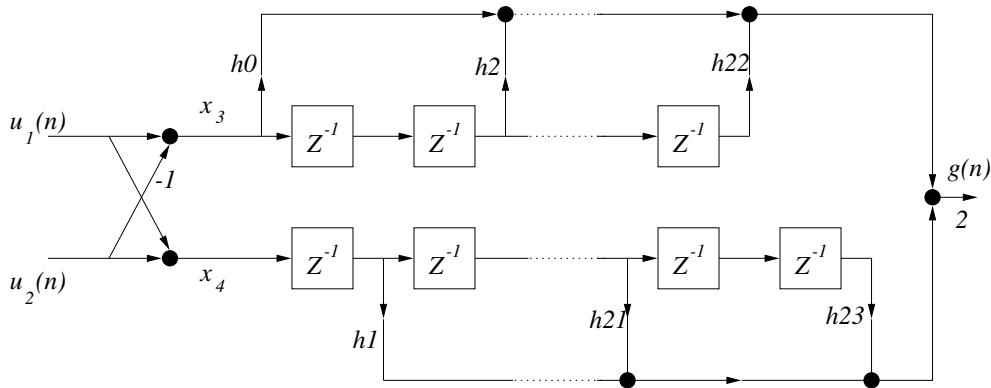 h0
h2
h22
u_1(n)
x_3
Z^-1
Z^-1
Z^-1
-1
g(n)
2
u_2(n)
x_4
Z^-1
Z^-1
Z^-1
Z^-1
h1
h21
h23